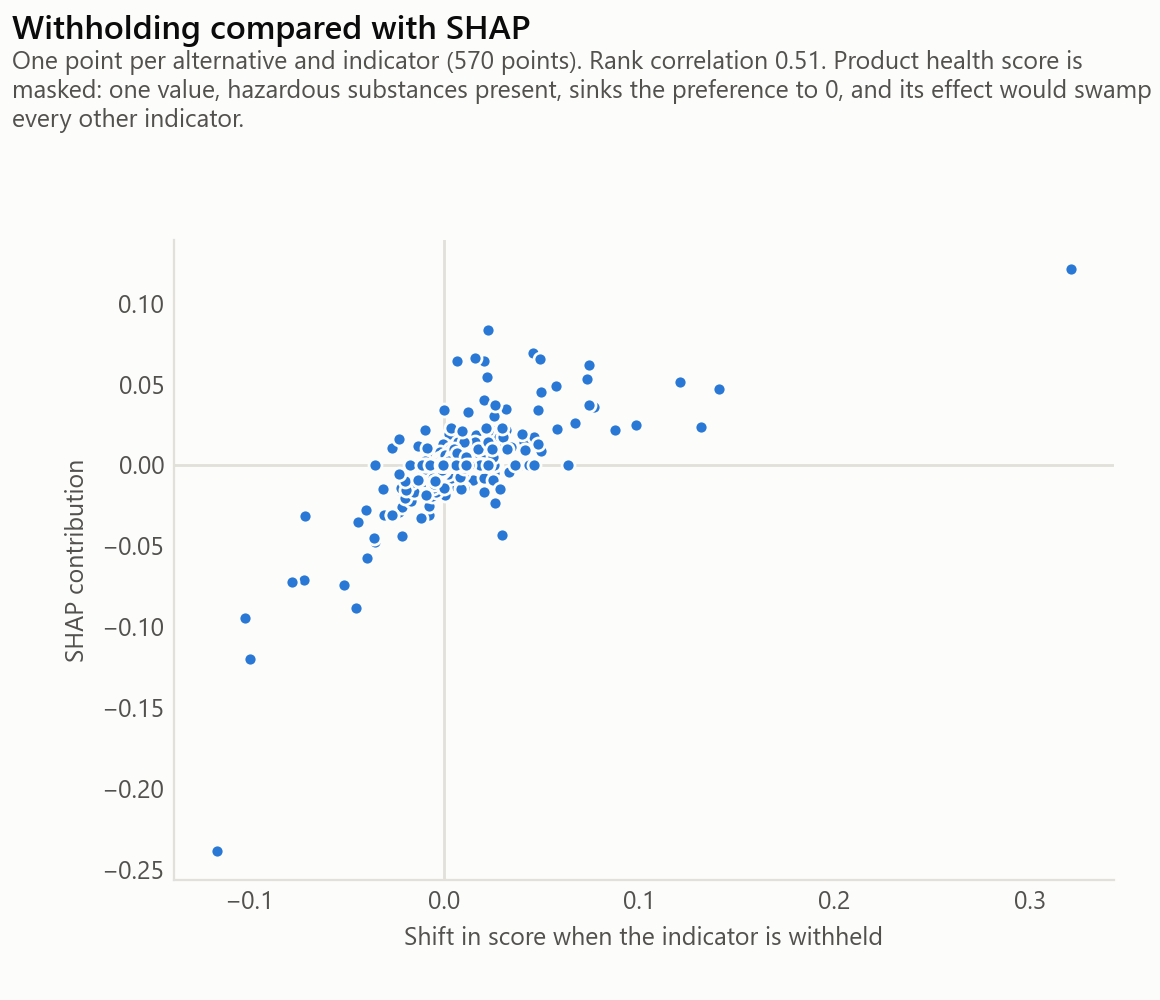 Withholding compared with SHAP
One point per alternative and indicator (570 points). Rank correlation 0.51. Product health score is
masked: one value, hazardous substances present, sinks the preference to 0, and its effect would swamp
every other indicator.
0.10
0.05
0.00
−0.05
−0.10
−0.15
−0.20
−0.25
SHAP contribution
−0.1
0.0
0.1
0.2
0.3
Shift in score when the indicator is withheld